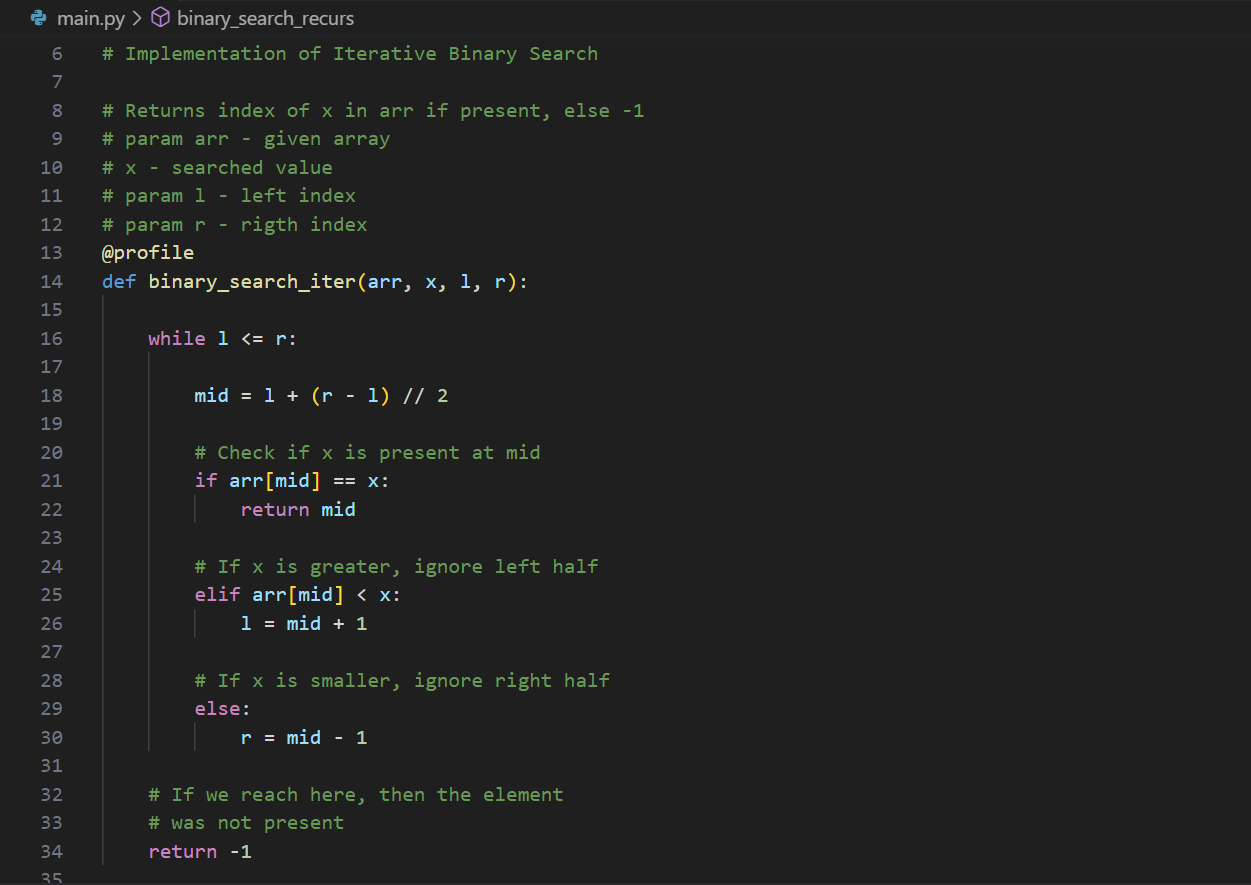 main.py > binary_search_recurs
6 # Implementation of Iterative Binary Search
7
8 # Returns index of x in arr if present, else -1
9 # param arr - given array
10 # x - searched value
11 # param l - left index
12 # param r - rigth index
13 @profile
14 def binary_search_iter(arr, x, l, r):
15
16     while l <= r:
17
18         mid = l + (r - l) // 2
19
20         # Check if x is present at mid
21         if arr[mid] == x:
22             return mid
23
24         # If x is greater, ignore left half
25         elif arr[mid] < x:
26             l = mid + 1
27
28         # If x is smaller, ignore right half
29         else:
30             r = mid - 1
31
32     # If we reach here, then the element
33     # was not present
34     return -1
35